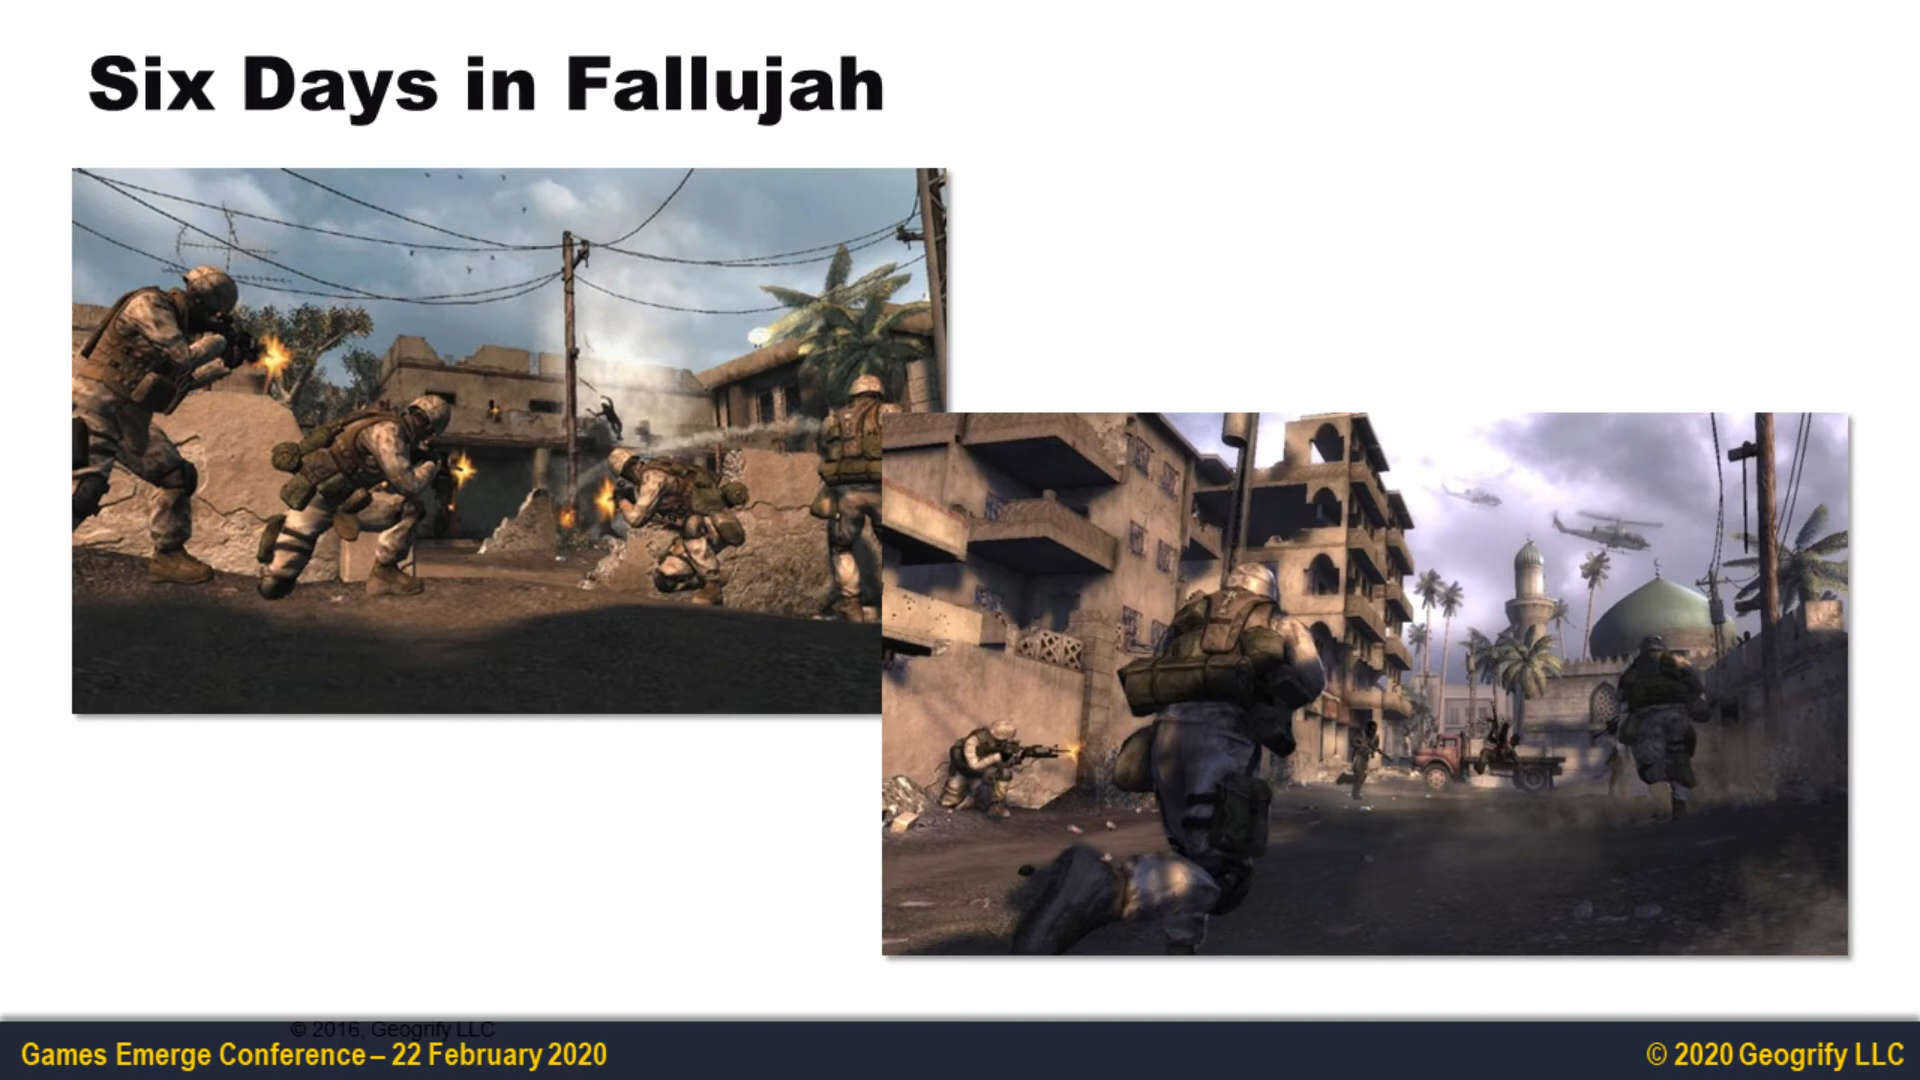 Six Days in Fallujah
© 2016, Geogrify LLC
Games Emerge Conference – 22 February 2020
© 2020 Geogrify LLC